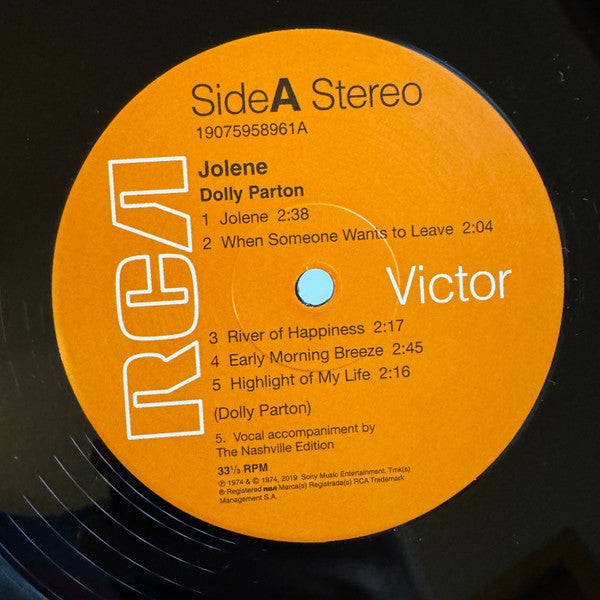 SideA Stereo
19075958961A
Jolene
Dolly Parton
1 Jolene 2:38
2 When Someone Wants to Leave 2:04
RCA
Victor
3 River of Happiness 2:17
4 Early Morning Breeze 2:45
5 Highlight of My Life 2:16
(Dolly Parton)
5. Vocal accompaniment by
The Nashville Edition
33⅓ RPM
℗ 1974 & © 1974, 2019 Sony Music Entertainment. Tmk(s)
® Registered RCA Marca(s) Registrada(s) RCA Trademark
Management S.A.